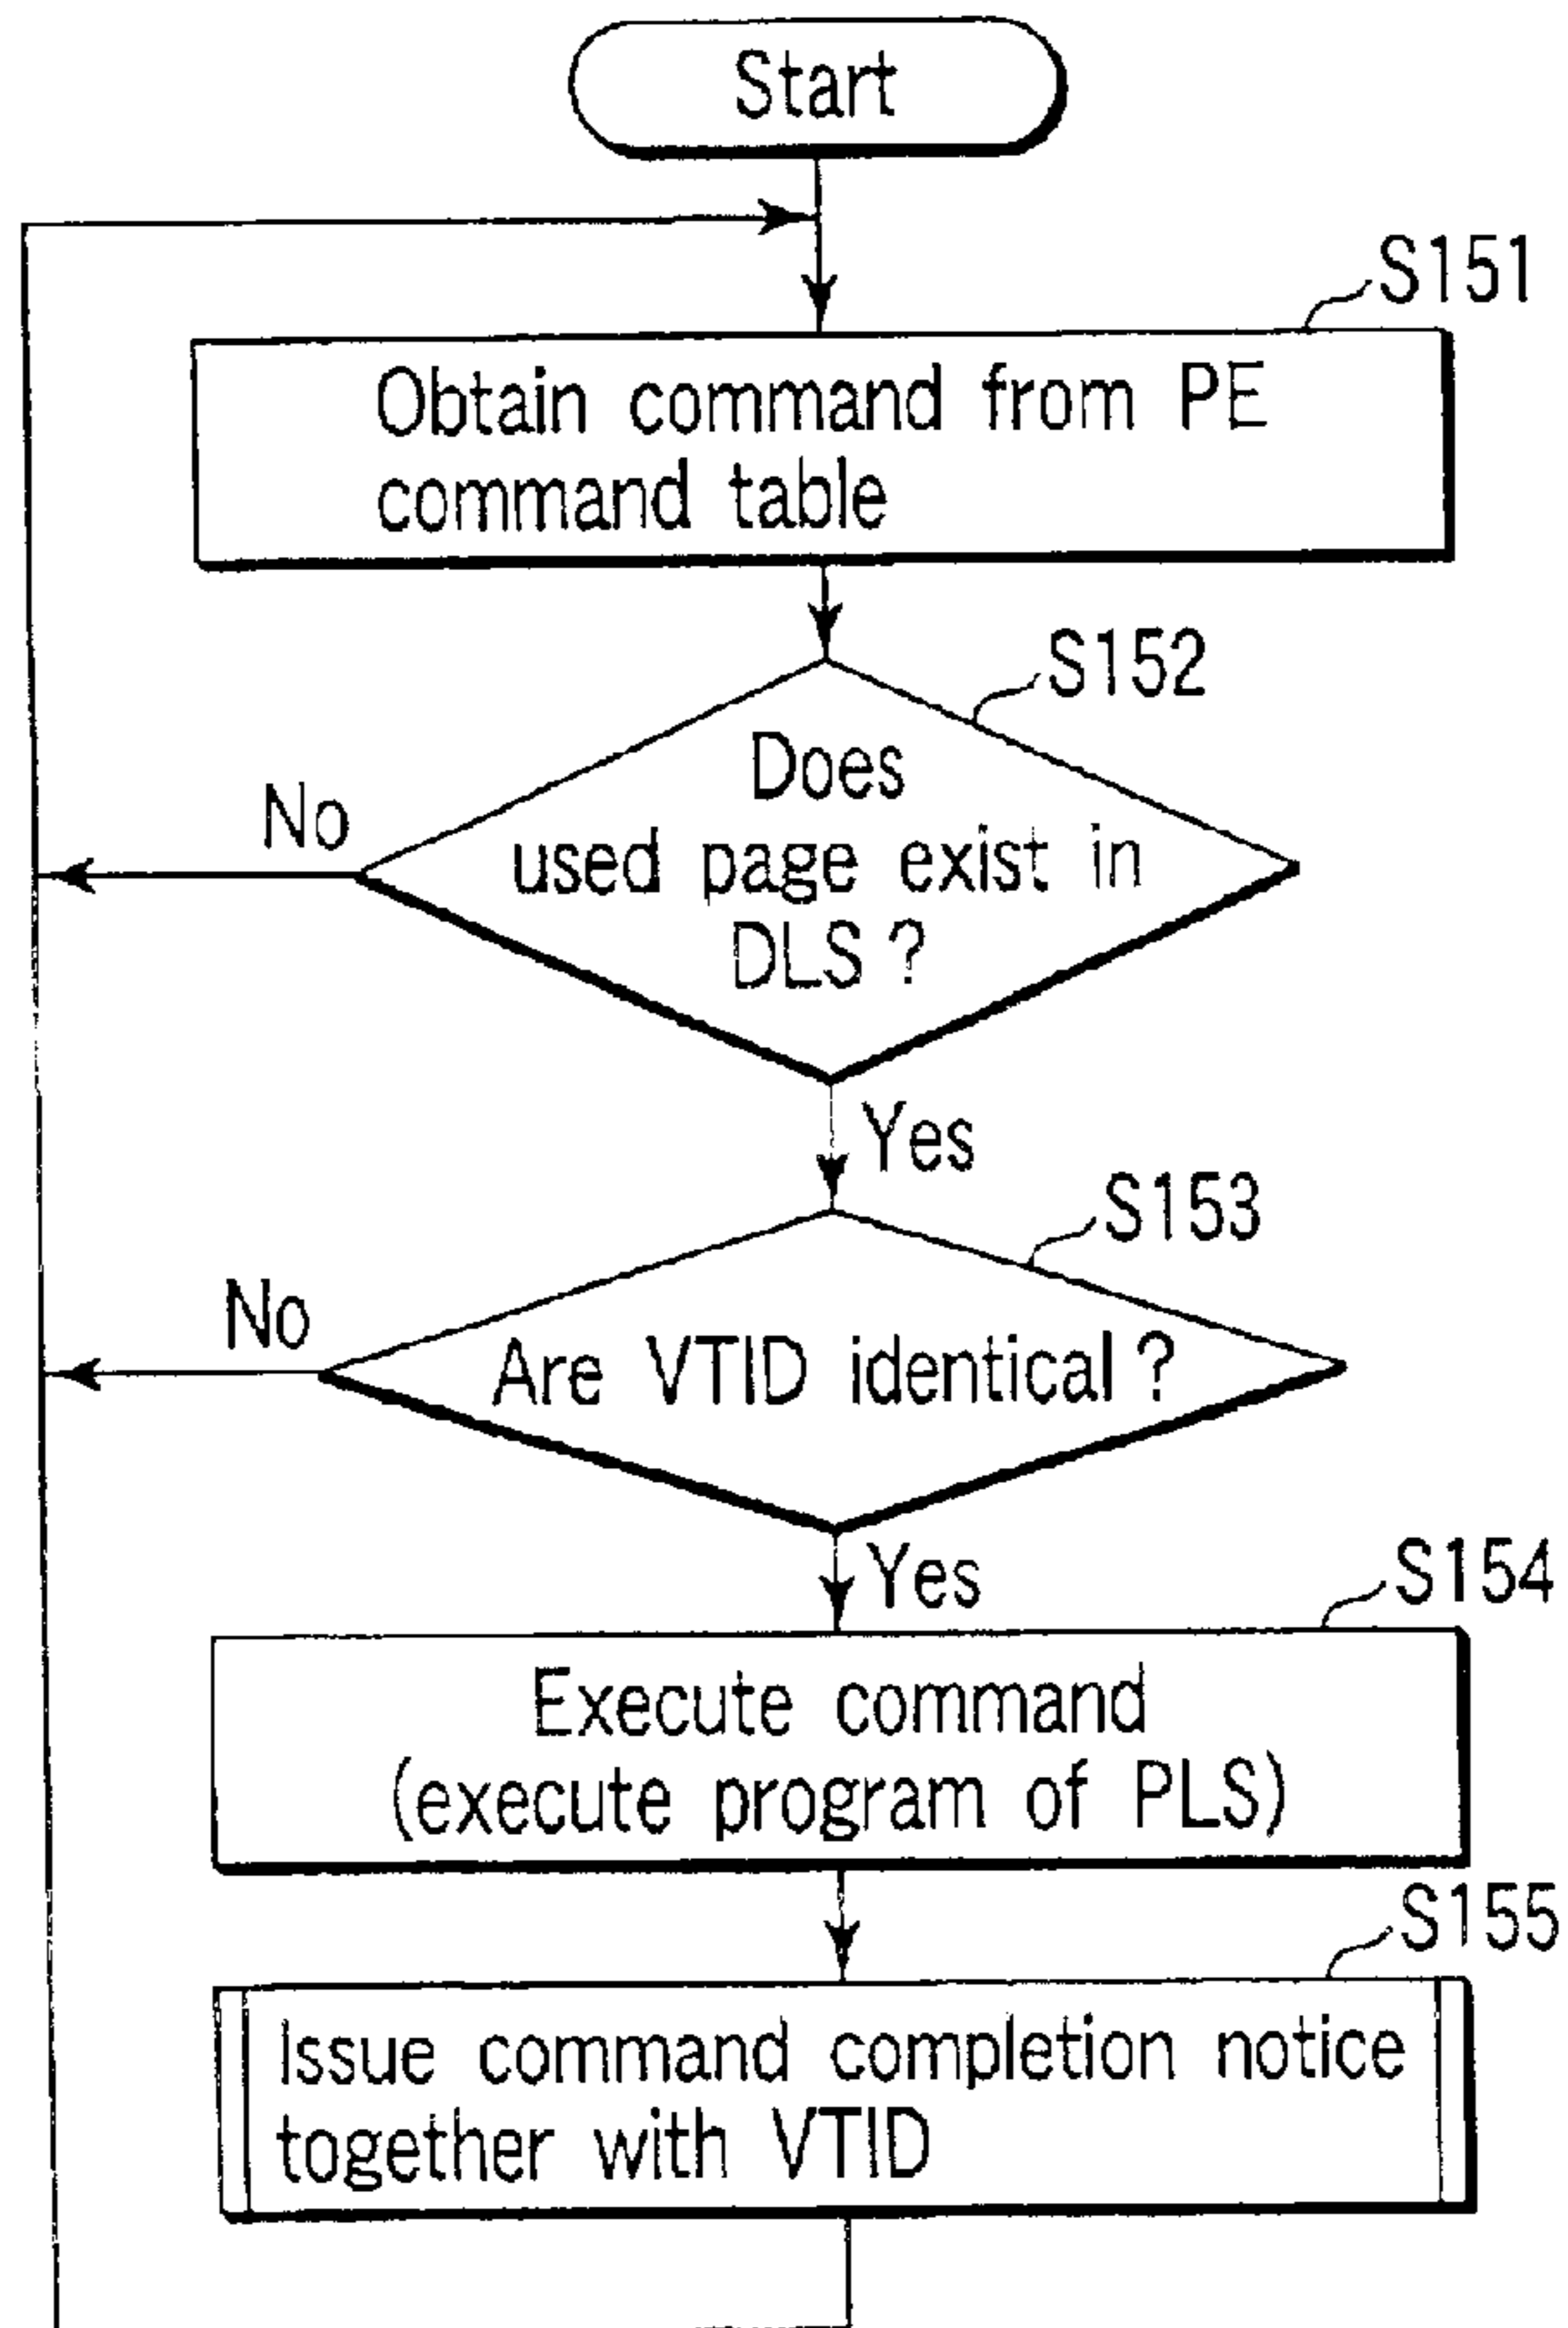 Start
S151
Obtain command from PE
command table
S152
Does
used page exist in
DLS ?
No
Yes
S153
No
Are VTID identical ?
Yes
S154
Execute command
(execute program of PLS)
S155
Issue command completion notice
together with VTID